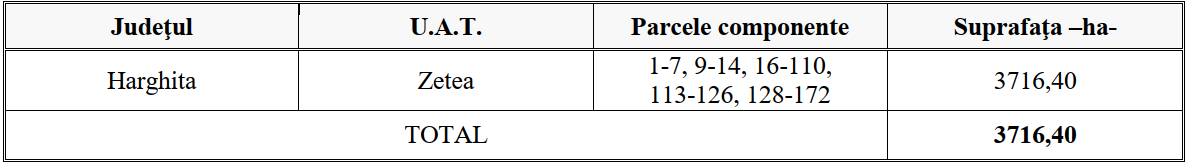 Judeţul U.A.T. Parcele componente Suprafaţa –ha-
Harghita Zetea 1-7, 9-14, 16-110, 3716,40
113-126, 128-172
TOTAL 3716,40